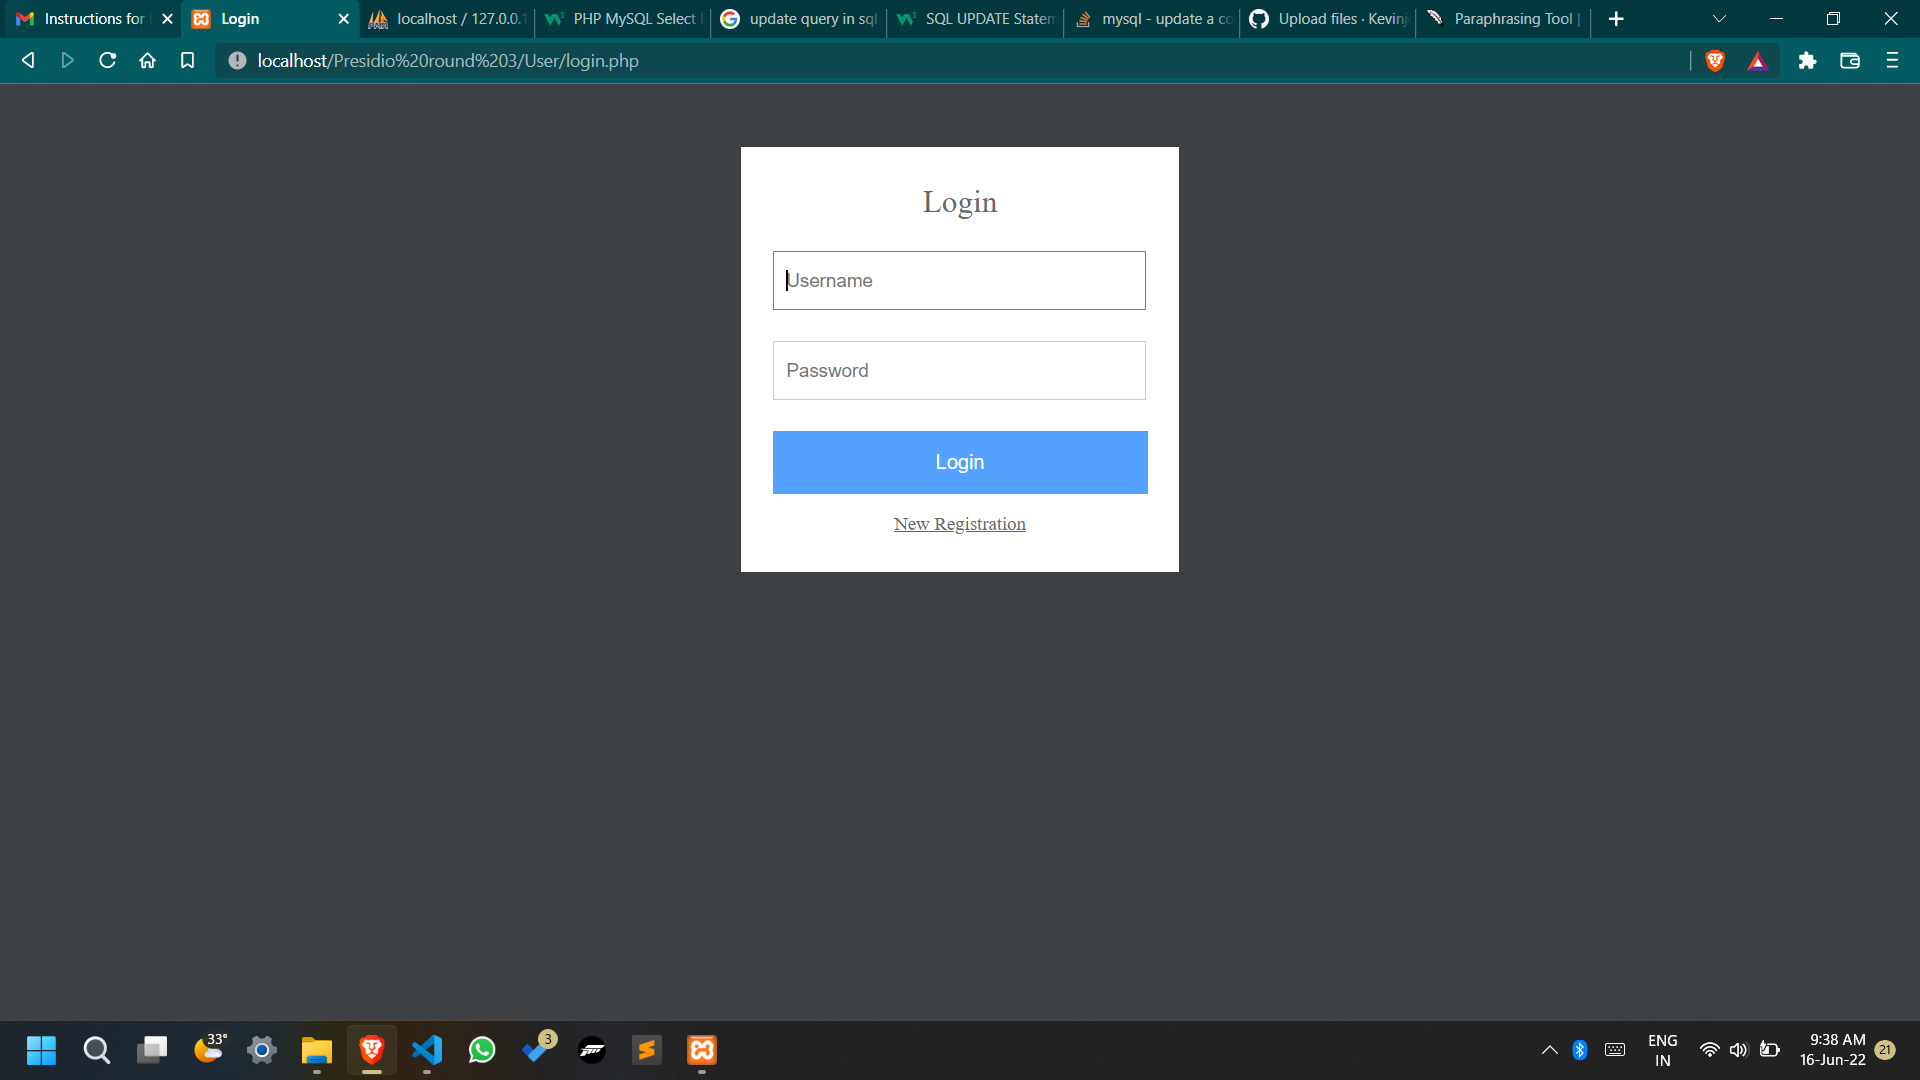 Instructions for
Login
localhost / 127.0.0.1
PHP MySQL Select
update query in sql
SQL UPDATE Statem
mysql - update a co
Upload files · Kevinj
Paraphrasing Tool |
localhost/Presidio%20round%203/User/login.php
Login
Username
Password
Login
New Registration
33°
3
ENG
IN
9:38 AM
16-Jun-22
21